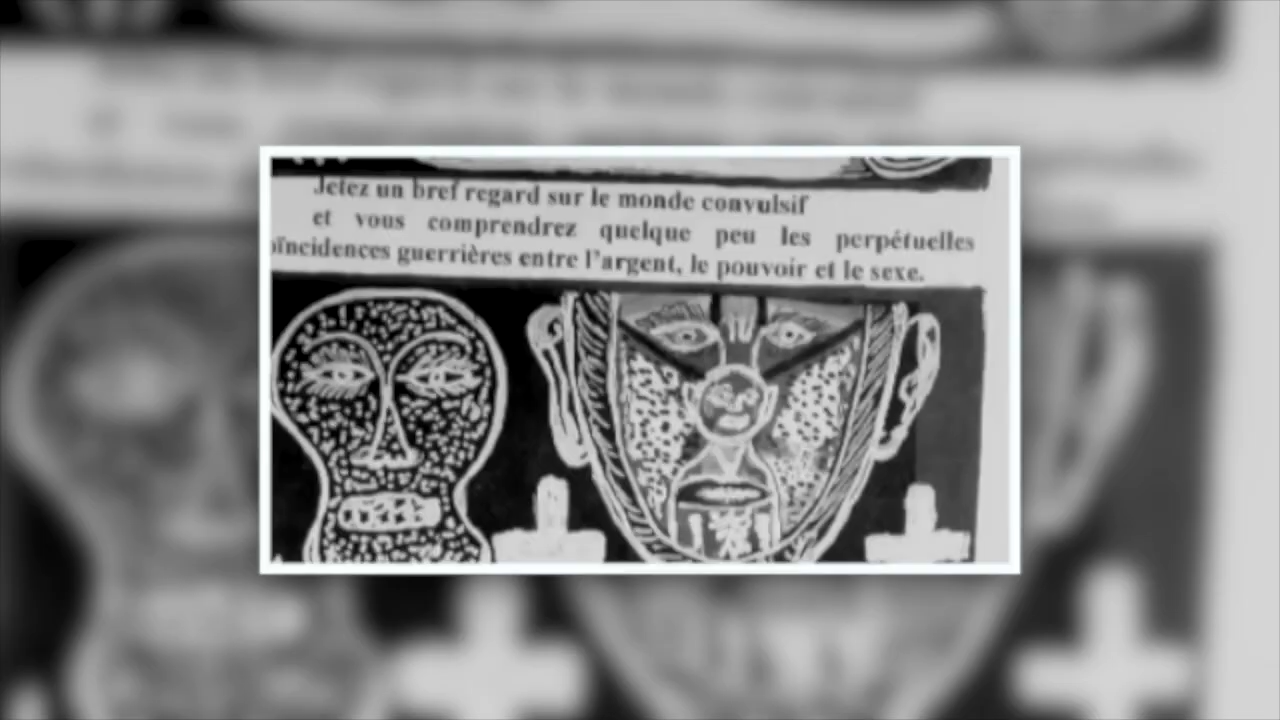 Jetez un bref regard sur le monde convulsif
et vous comprendrez quelque peu les perpétuelles
oïncidences guerrières entre l'argent, le pouvoir et le sexe.